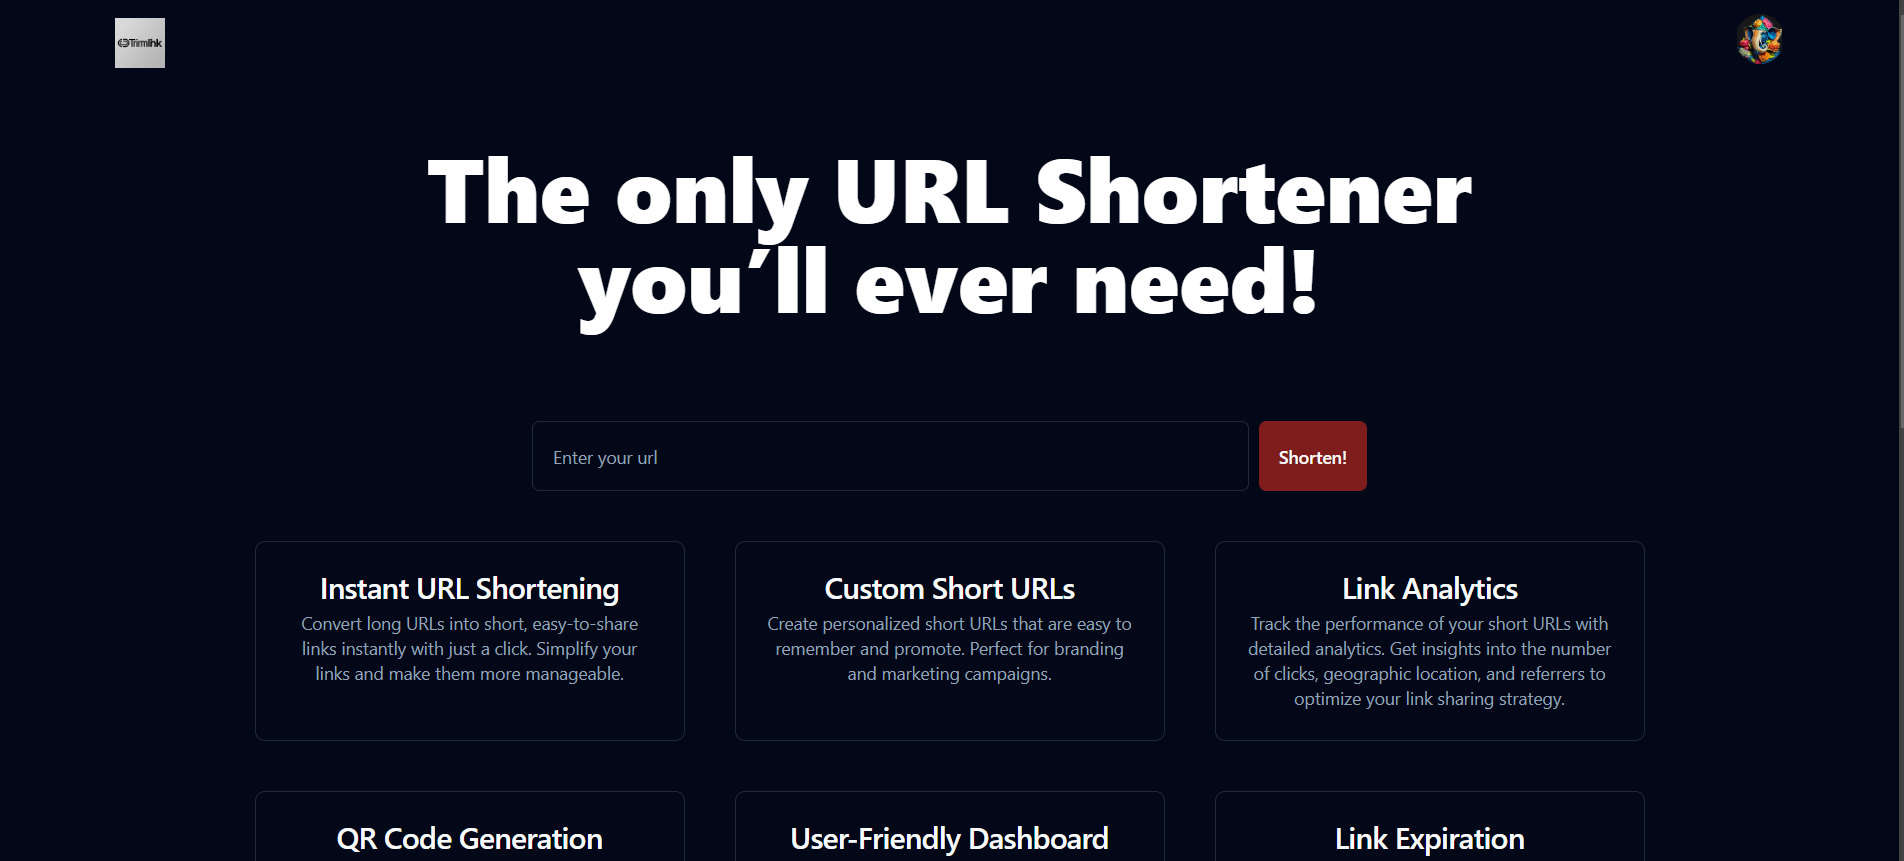 Trimlnk
The only URL Shortener
you'll ever need!
Enter your url
Shorten!
Instant URL Shortening
Convert long URLs into short, easy-to-share
links instantly with just a click. Simplify your
links and make them more manageable.
Custom Short URLs
Create personalized short URLs that are easy to
remember and promote. Perfect for branding
and marketing campaigns.
Link Analytics
Track the performance of your short URLs with
detailed analytics. Get insights into the number
of clicks, geographic location, and referrers to
optimize your link sharing strategy.
QR Code Generation
User-Friendly Dashboard
Link Expiration